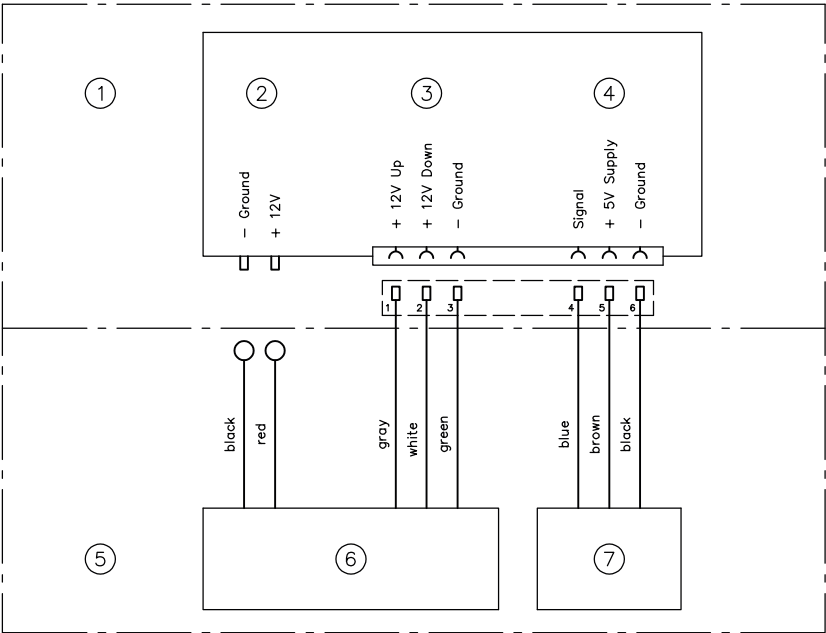 1
2
3
4
- Ground
+ 12V
+ 12V Up
+ 12V Down
- Ground
Signal
+ 5V Supply
- Ground
1
2
3
4
5
6
black
red
gray
white
green
blue
brown
black
5
6
7